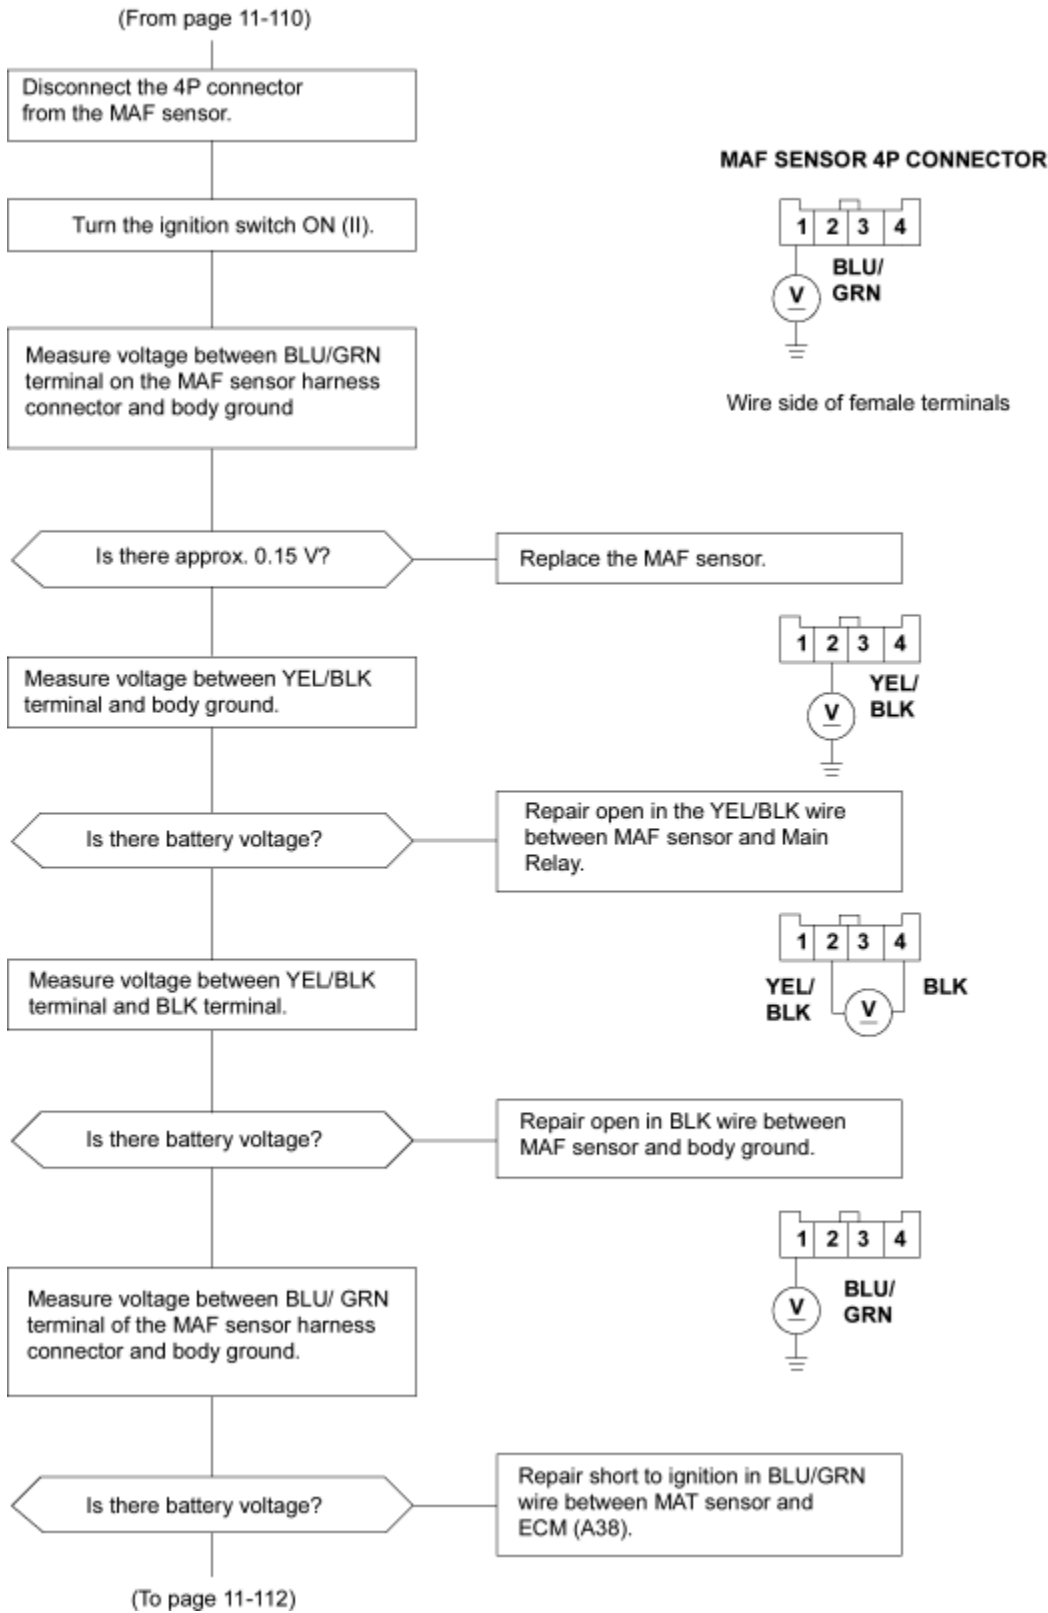 (From page 11-110)
Disconnect the 4P connector
from the MAF sensor.
MAF SENSOR 4P CONNECTOR
Turn the ignition switch ON (II).
1 2 3 4
BLU/
GRN
V
Measure voltage between BLU/GRN
terminal on the MAF sensor harness
connector and body ground
Wire side of female terminals
Is there approx. 0.15 V?
Replace the MAF sensor.
1 2 3 4
YEL/
BLK
V
Measure voltage between YEL/BLK
terminal and body ground.
Is there battery voltage?
Repair open in the YEL/BLK wire
between MAF sensor and Main
Relay.
1 2 3 4
YEL/
BLK
V
BLK
Measure voltage between YEL/BLK
terminal and BLK terminal.
Is there battery voltage?
Repair open in BLK wire between
MAF sensor and body ground.
1 2 3 4
BLU/
GRN
V
Measure voltage between BLU/ GRN
terminal of the MAF sensor harness
connector and body ground.
Is there battery voltage?
Repair short to ignition in BLU/GRN
wire between MAT sensor and
ECM (A38).
(To page 11-112)